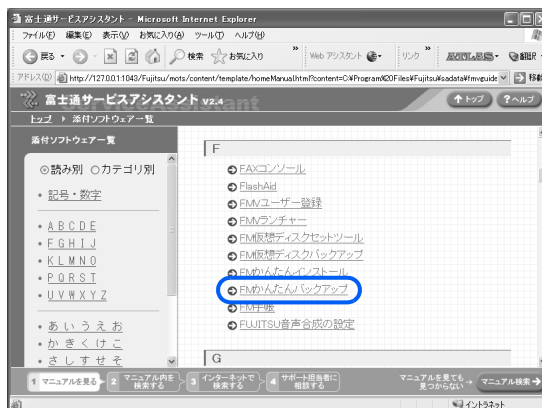 富士通サービスアシスタント - Microsoft Internet Explorer
ファイル(F) 編集(E) 表示(V) お気に入り(A) ツール(T) ヘルプ(H)
戻る 検索 お気に入り » Web アシスタント リンク » 翻訳
アドレス(D) http://127.0.0.1:1043/Fujitsu/mots/content/template/homeManual.html?content=C:¥Program%20Files¥Fujitsu¥sadata¥fmvguide 移動
富士通サービスアシスタント V2.4
↑トップ ?ヘルプ
トップ ▶ 添付ソフトウェア一覧
添付ソフトウェア一覧
◎読み別 ○カテゴリ別
・記号・数字
・A B C D E
・F G H I J
・K L M N O
・P Q R S T
・U V W X Y Z
・あ い う え お
・か き く け こ
・さ し す せ そ
F
FAXコンソール
FlashAid
FMVユーザー登録
FMVランチャー
FM仮想ディスクセットツール
FM仮想ディスクバックアップ
FMかんたんインストール
FMかんたんバックアップ
FM手帳
FUJITSU音声合成の設定
G
1 マニュアルを見る
2 マニュアル内を検索する
3 インターネットで検索する
4 サポート担当者に相談する
マニュアルを見ても見つからない→
マニュアル検索→
イントラネット